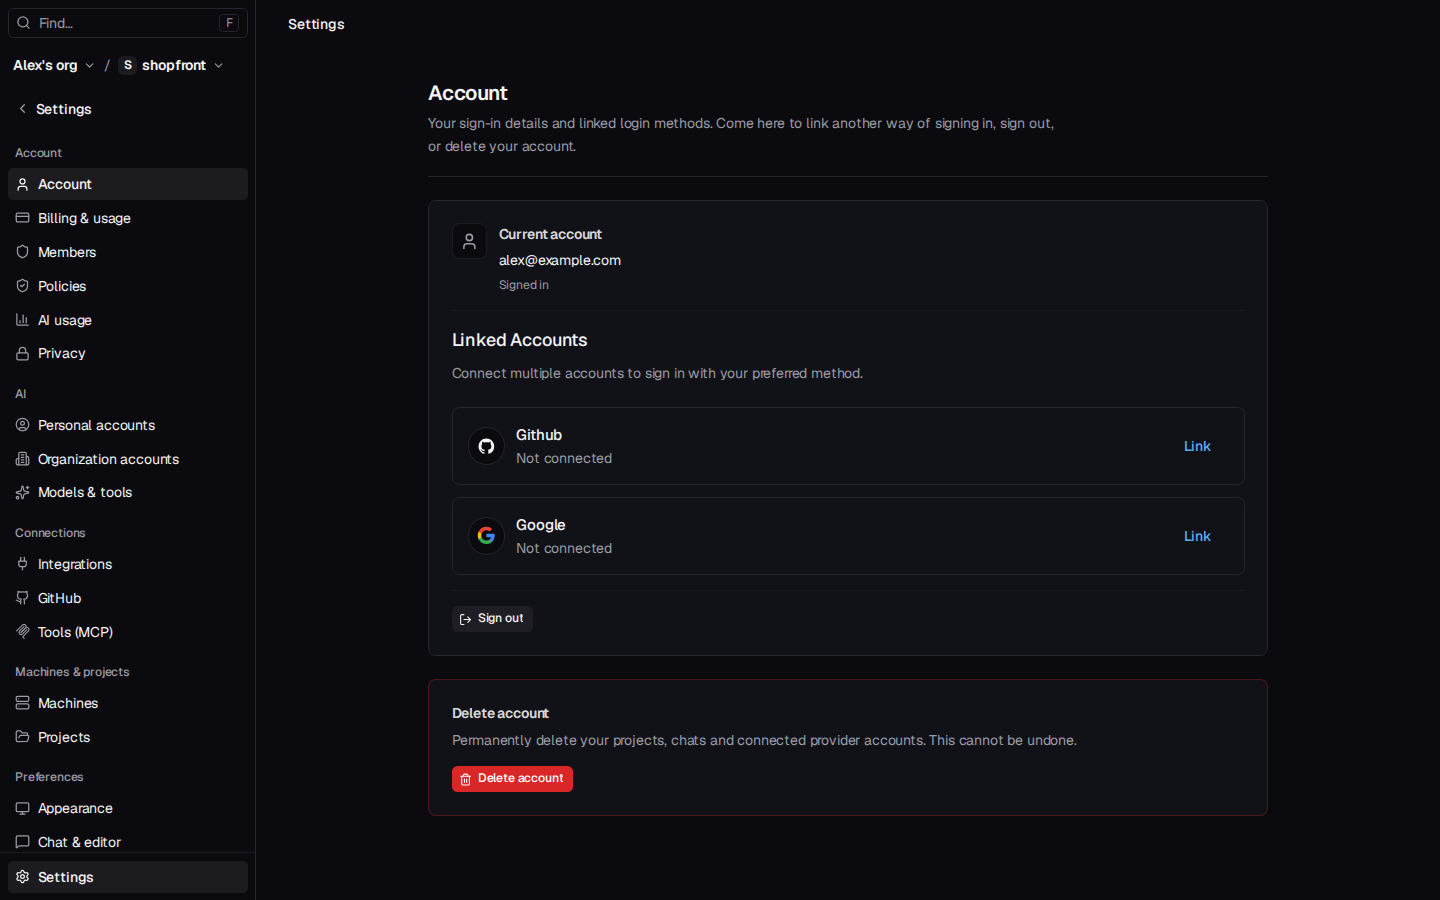 Find...
F
Alex's org
/
S
shopfront
Settings
Account
Account
Billing & usage
Members
Policies
AI usage
Privacy
AI
Personal accounts
Organization accounts
Models & tools
Connections
Integrations
GitHub
Tools (MCP)
Machines & projects
Machines
Projects
Preferences
Appearance
Chat & editor
Settings
Settings
Account
Your sign-in details and linked login methods. Come here to link another way of signing in, sign out,
or delete your account.
Current account
alex@example.com
Signed in
Linked Accounts
Connect multiple accounts to sign in with your preferred method.
Github
Not connected
Link
Google
Not connected
Link
Sign out
Delete account
Permanently delete your projects, chats and connected provider accounts. This cannot be undone.
Delete account